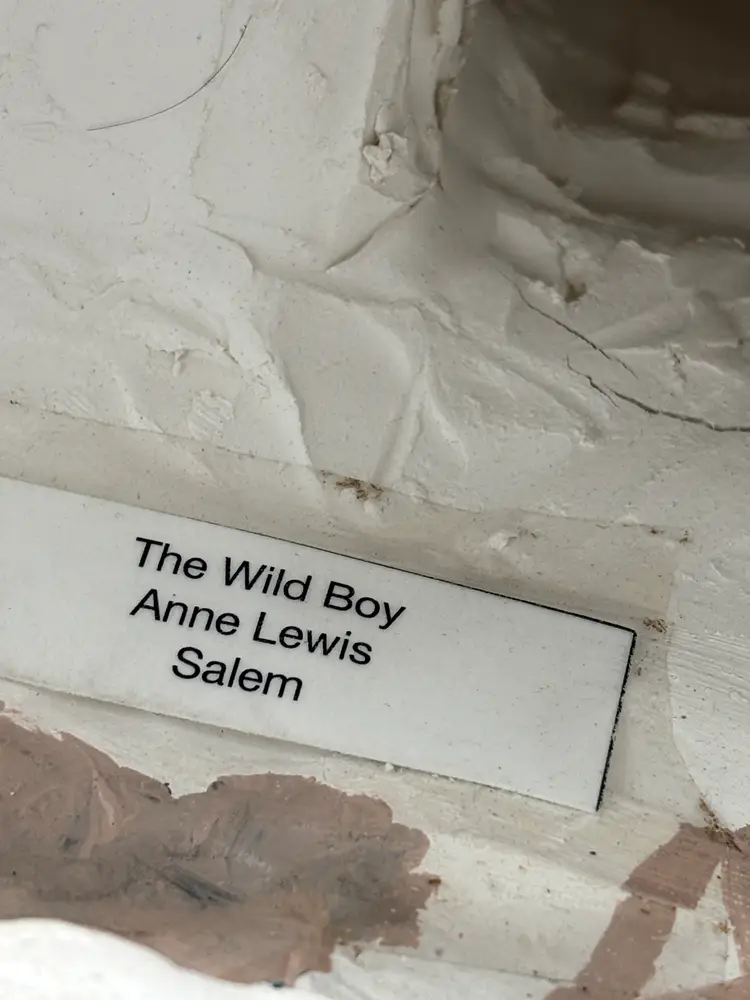 The Wild Boy
Anne Lewis
Salem